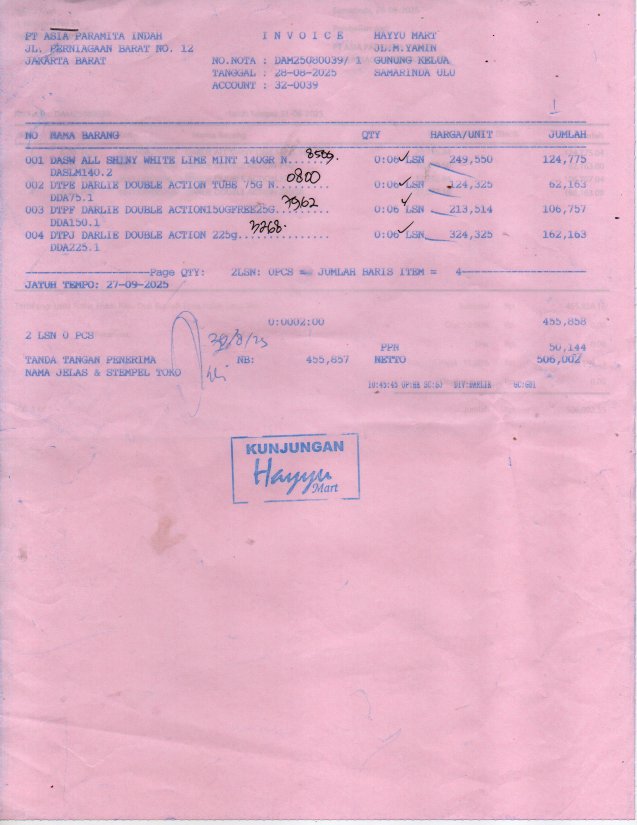 PT ASIA PARAMITA INDAH I N V O I C E HAYYU MART
JL. PERNIAGAAN BARAT NO. 12 JL.M.YAMIN
JAKARTA BARAT NO.NOTA : DAM25080039/ 1 GUNUNG KELUA
TANGGAL : 28-08-2025 SAMARINDA ULU
ACCOUNT : 32-0039
1
NO NAMA BARANG QTY HARGA/UNIT JUMLAH
001 DASW ALL SHINY WHITE LIME MINT 140GR N....... 8509. 0:06 LSN 249,550 124,775
DASLM140.2
002 DTPE DARLIE DOUBLE ACTION TUBE 75G N......... 0800 0:06 LSN 124,325 62,163
DDA75.1
003 DTPF DARLIE DOUBLE ACTION150GFREE25G......... 7962 0:06 LSN 213,514 106,757
DDA150.1
004 DTPJ DARLIE DOUBLE ACTION 225g............... 0:06 LSN 324,325 162,163
DDA225.1
Page QTY: 2LSN: 0PCS = JUMLAH BARIS ITEM = 4
JATUH TEMPO: 27-09-2025
0:0002:00 455,858
2 LSN 0 PCS
PPN 50,144
TANDA TANGAN PENERIMA NB: 455,857 NETTO 506,002
NAMA JELAS & STEMPEL TOKO
KUNJUNGAN
Hayyu
Mart